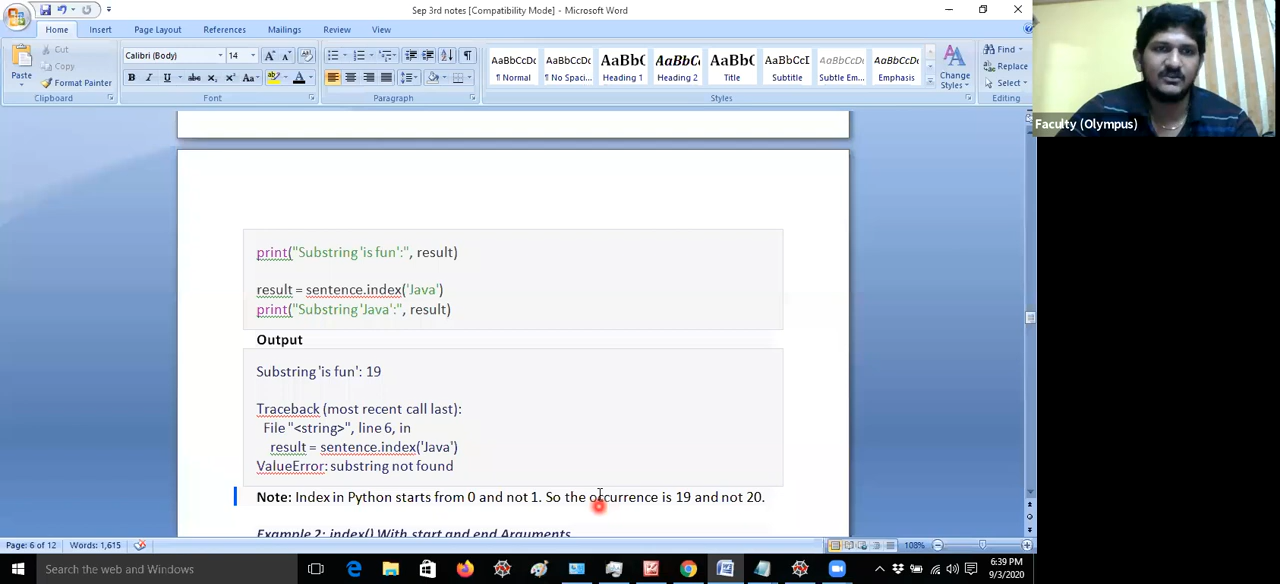 Sep 3rd notes [Compatibility Mode] - Microsoft Word
Home Insert Page Layout References Mailings Review View
Cut
Copy
Format Painter
Paste
Clipboard
Calibri (Body) 14
Font
Paragraph
AaBbCcDc AaBbCcDc AaBbC AaBbCc AaBbC AaBbCcI AaBbCcDc AaBbCcDc
¶ Normal ¶ No Spaci... Heading 1 Heading 2 Title Subtitle Subtle Em... Emphasis
Change Styles
Styles
Find
Replace
Select
Editing
Faculty (Olympus)
print("Substring 'is fun':", result)
result = sentence.index('Java')
print("Substring 'Java':", result)
Output
Substring 'is fun': 19
Traceback (most recent call last):
File "<string>", line 6, in
result = sentence.index('Java')
ValueError: substring not found
Note: Index in Python starts from 0 and not 1. So the occurrence is 19 and not 20.
Example 2: index() With start and end Arguments
Page: 6 of 12 Words: 1,615 108%
Search the web and Windows
6:39 PM
9/3/2020